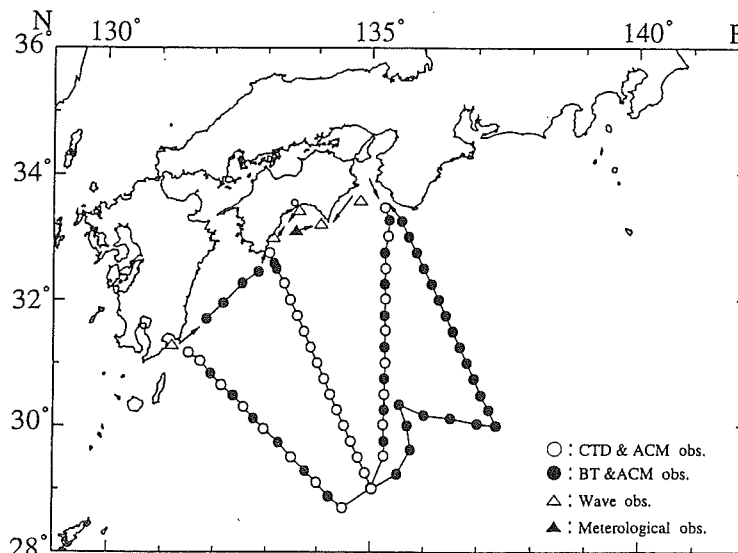 N 130° 135° 140° E
36°
34°
32°
30°
28°
○ : CTD & ACM obs.
● : BT &ACM obs.
△ : Wave obs.
▲ : Meterological obs.